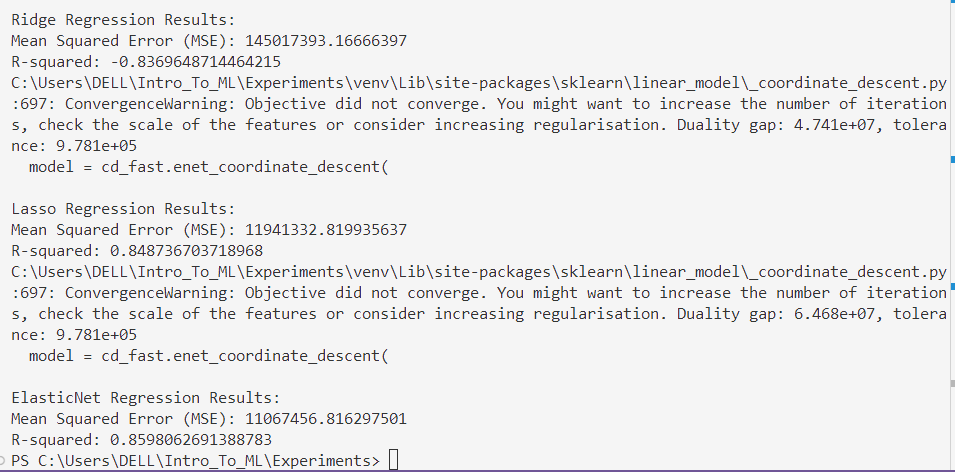 Ridge Regression Results:
Mean Squared Error (MSE): 145017393.16666397
R-squared: -0.8369648714464215
C:\Users\DELL\Intro_To_ML\Experiments\venv\Lib\site-packages\sklearn\linear_model\_coordinate_descent.py
:697: ConvergenceWarning: Objective did not converge. You might want to increase the number of iteration
s, check the scale of the features or consider increasing regularisation. Duality gap: 4.741e+07, tolera
nce: 9.781e+05
  model = cd_fast.enet_coordinate_descent(

Lasso Regression Results:
Mean Squared Error (MSE): 11941332.819935637
R-squared: 0.848736703718968
C:\Users\DELL\Intro_To_ML\Experiments\venv\Lib\site-packages\sklearn\linear_model\_coordinate_descent.py
:697: ConvergenceWarning: Objective did not converge. You might want to increase the number of iteration
s, check the scale of the features or consider increasing regularisation. Duality gap: 6.468e+07, tolera
nce: 9.781e+05
  model = cd_fast.enet_coordinate_descent(

ElasticNet Regression Results:
Mean Squared Error (MSE): 11067456.816297501
R-squared: 0.8598062691388783
PS C:\Users\DELL\Intro_To_ML\Experiments>